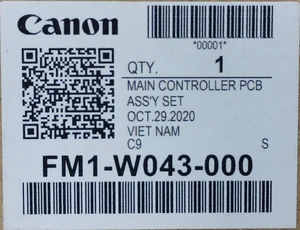 Canon
*00001*
QTY. 1
MAIN CONTROLLER PCB
ASS'Y SET
OCT.29.2020
VIET NAM
C9 S
FM1-W043-000